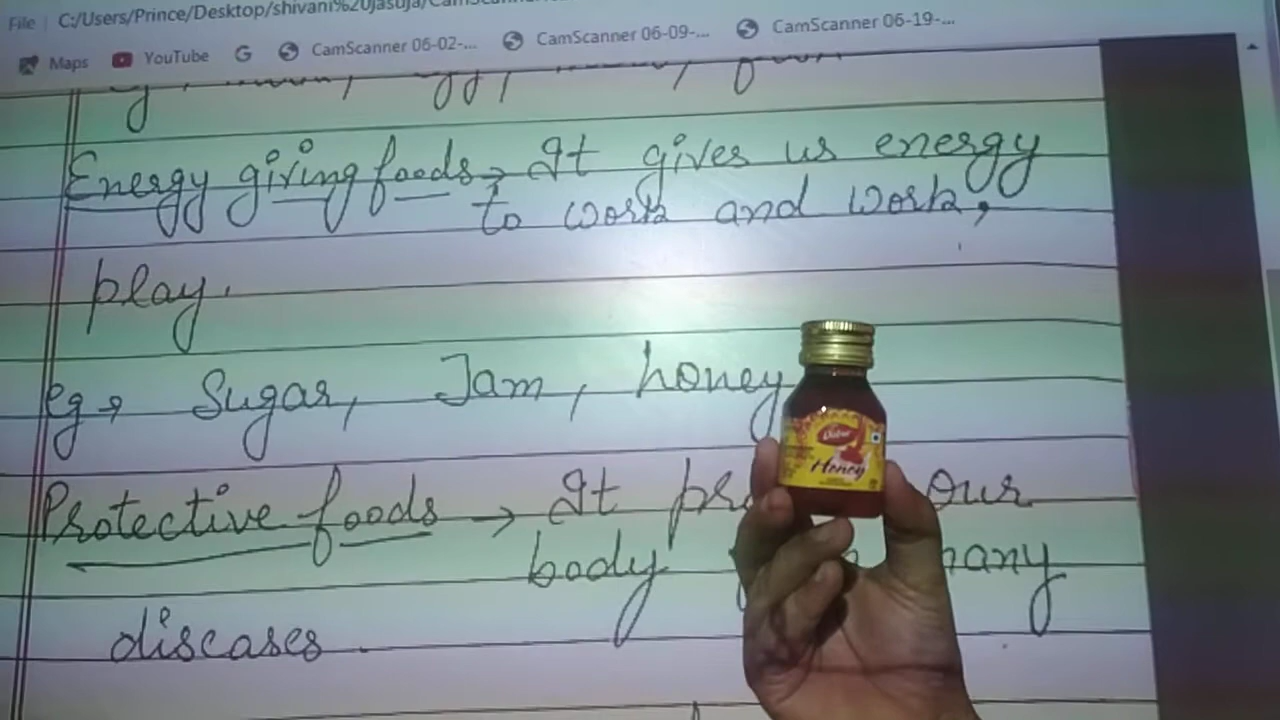 File | C:/Users/Prince/Desktop/shivani%20jasuja/CamScanner
Maps YouTube G CamScanner 06-02-... CamScanner 06-09-... CamScanner 06-19-...
Energy giving foods → It gives us energy
to work and work,
play.
eg → Sugar, Jam, honey
Dabur
Honey
Protective foods → It our
body many
diseases.